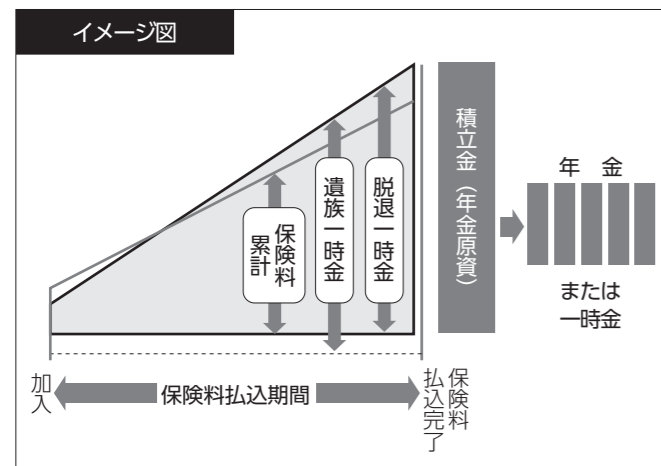 イメージ図
保険料
累計
遺族一時金
脱退一時金
積立金（年金原資）
年 金
または
一時金
加入
保険料払込期間
保険料
払込完了